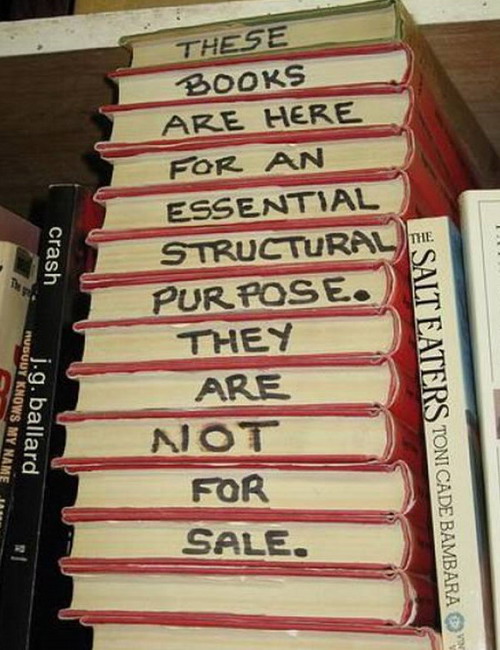 THESE
BOOKS
ARE HERE
FOR AN
ESSENTIAL
STRUCTURAL
PURPOSE.
THEY
ARE
NOT
FOR
SALE.
crash
j.g. ballard
NOBODY KNOWS MY NAME
THE SALT EATERS TONI CADE BAMBARA